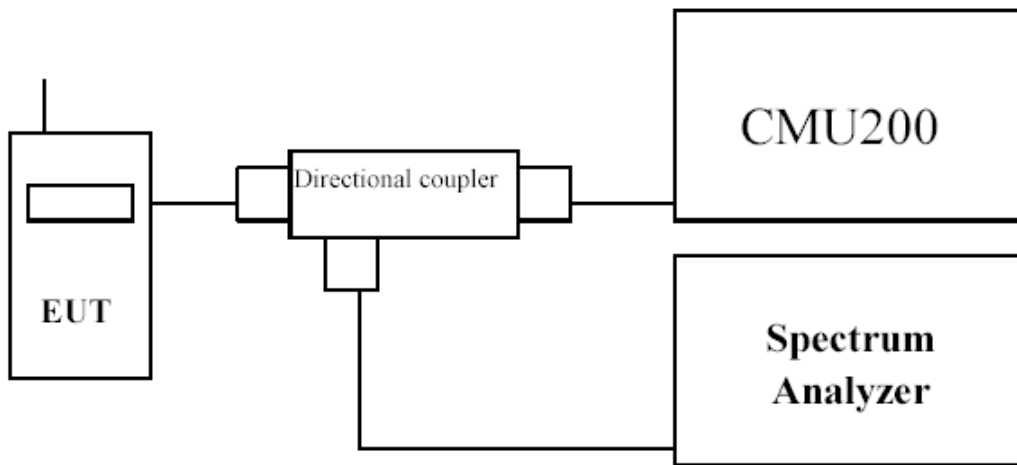 CMU200
Directional coupler
EUT
Spectrum
Analyzer